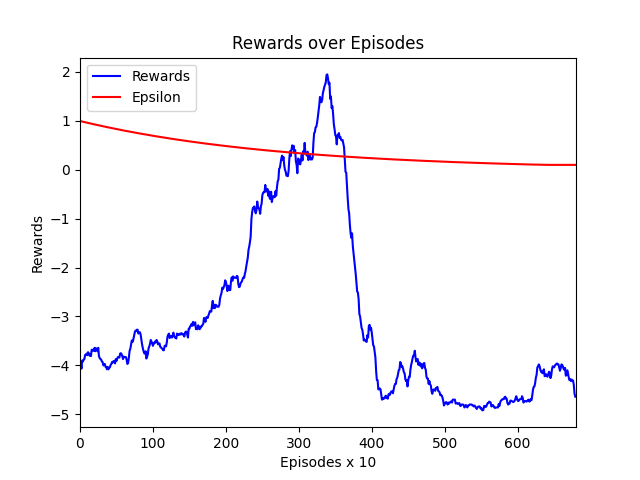 Rewards over Episodes
Rewards
Epsilon
2
1
0
−1
−2
−3
−4
−5
Rewards
0 100 200 300 400 500 600
Episodes x 10